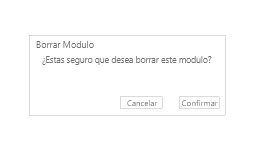 Borrar Modulo
¿Estas seguro que desea borrar este modulo?
Cancelar
Confirmar